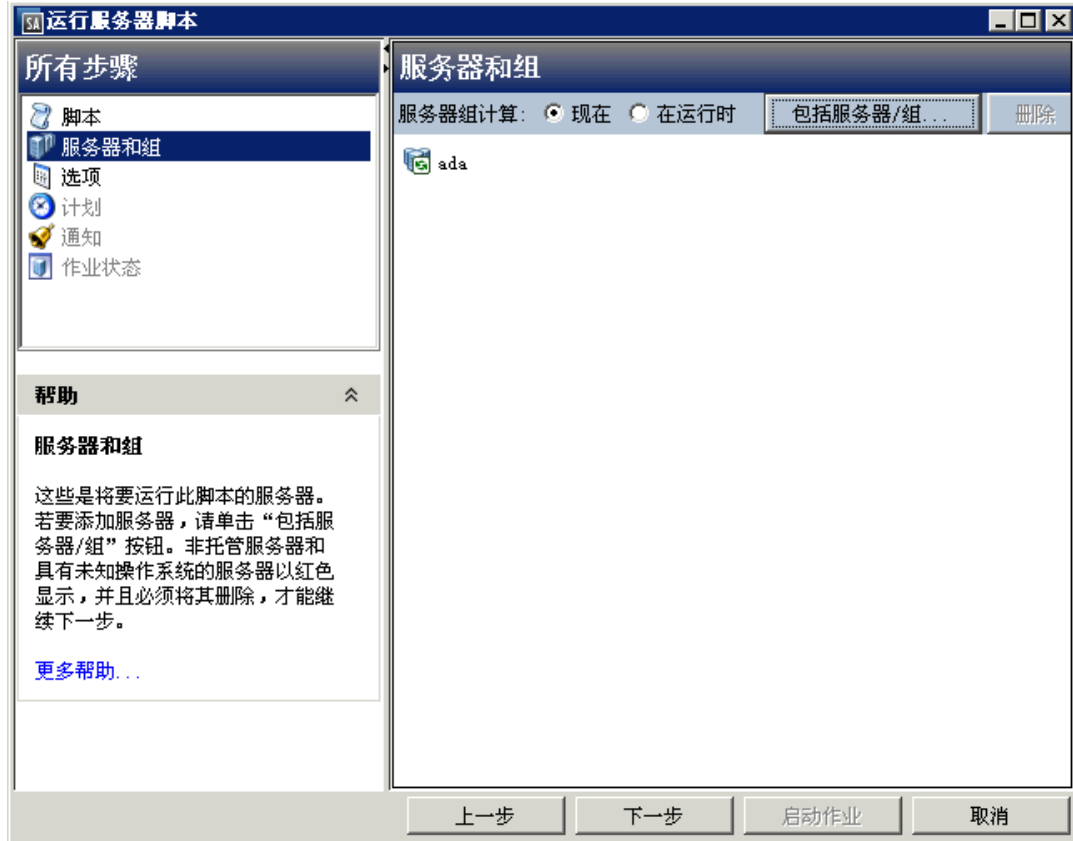 SA 运行服务器脚本
所有步骤
脚本
服务器和组
选项
计划
通知
作业状态
帮助
服务器和组
这些是将要运行此脚本的服务器。
若要添加服务器，请单击“包括服
务器/组”按钮。非托管服务器和
具有未知操作系统的服务器以红色
显示，并且必须将其删除，才能继
续下一步。
更多帮助...
服务器和组
服务器组计算: 现在 在运行时 包括服务器/组... 删除
ada
上一步 下一步 启动作业 取消